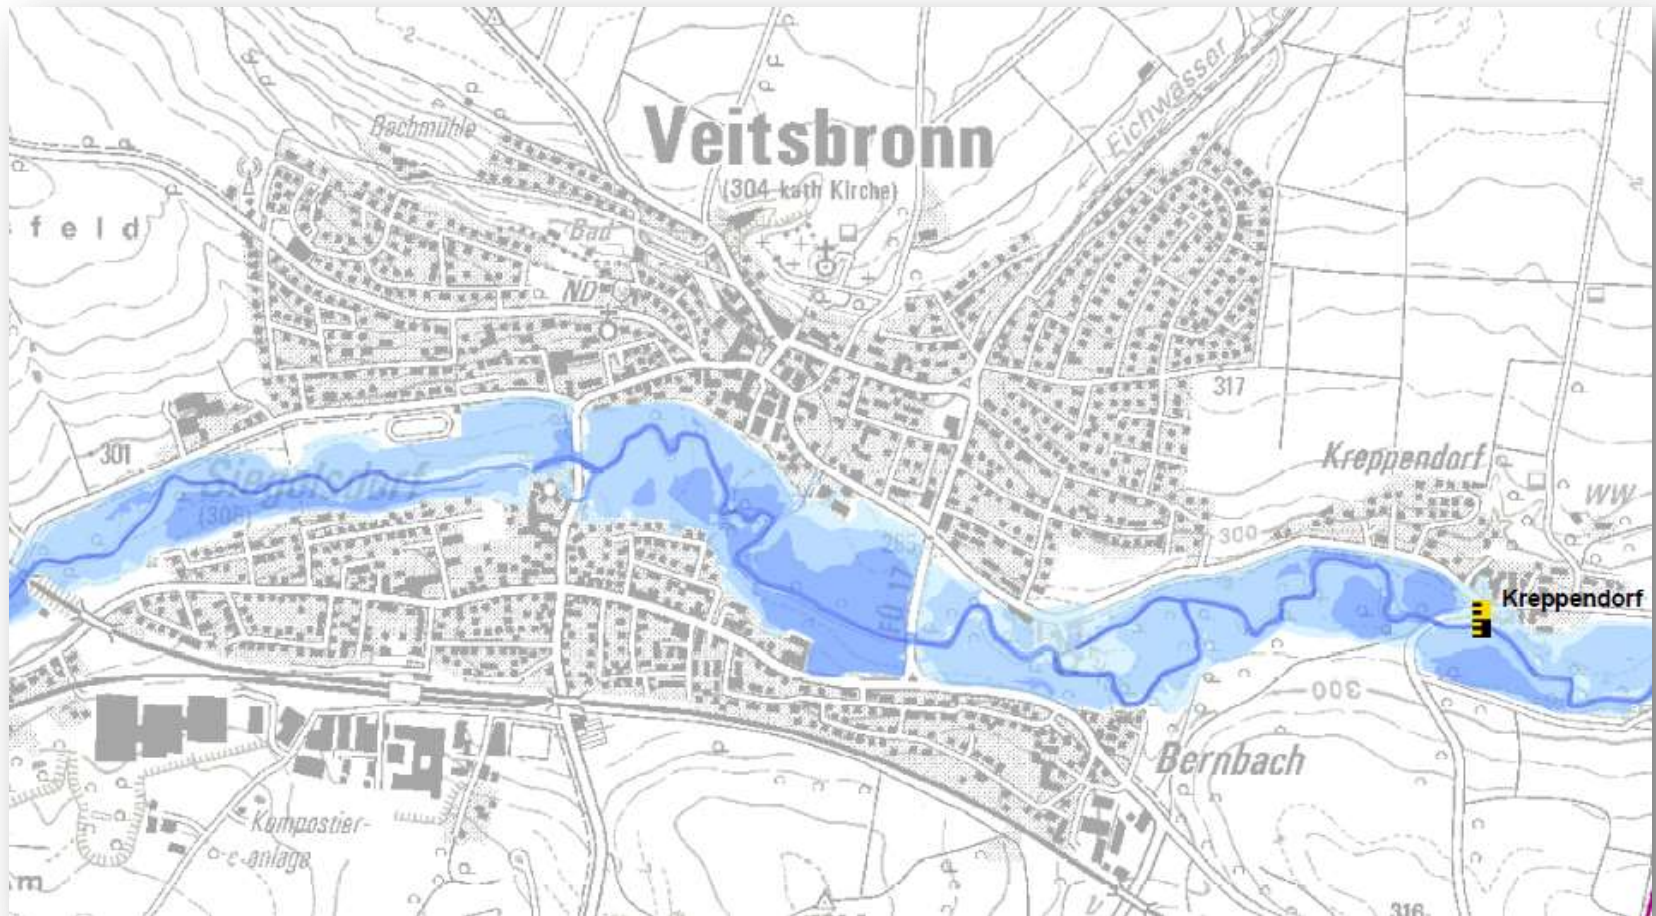 Bachmühle
Veitsbronn
(304 kath Kirche)
Eichwasser
feld
Bad
ND
317
301
Siegelsdorf
(306)
Kreppendorf
WW
300
285
Kreppendorf
300
Bernbach
Kompostier-
anlage
m
316